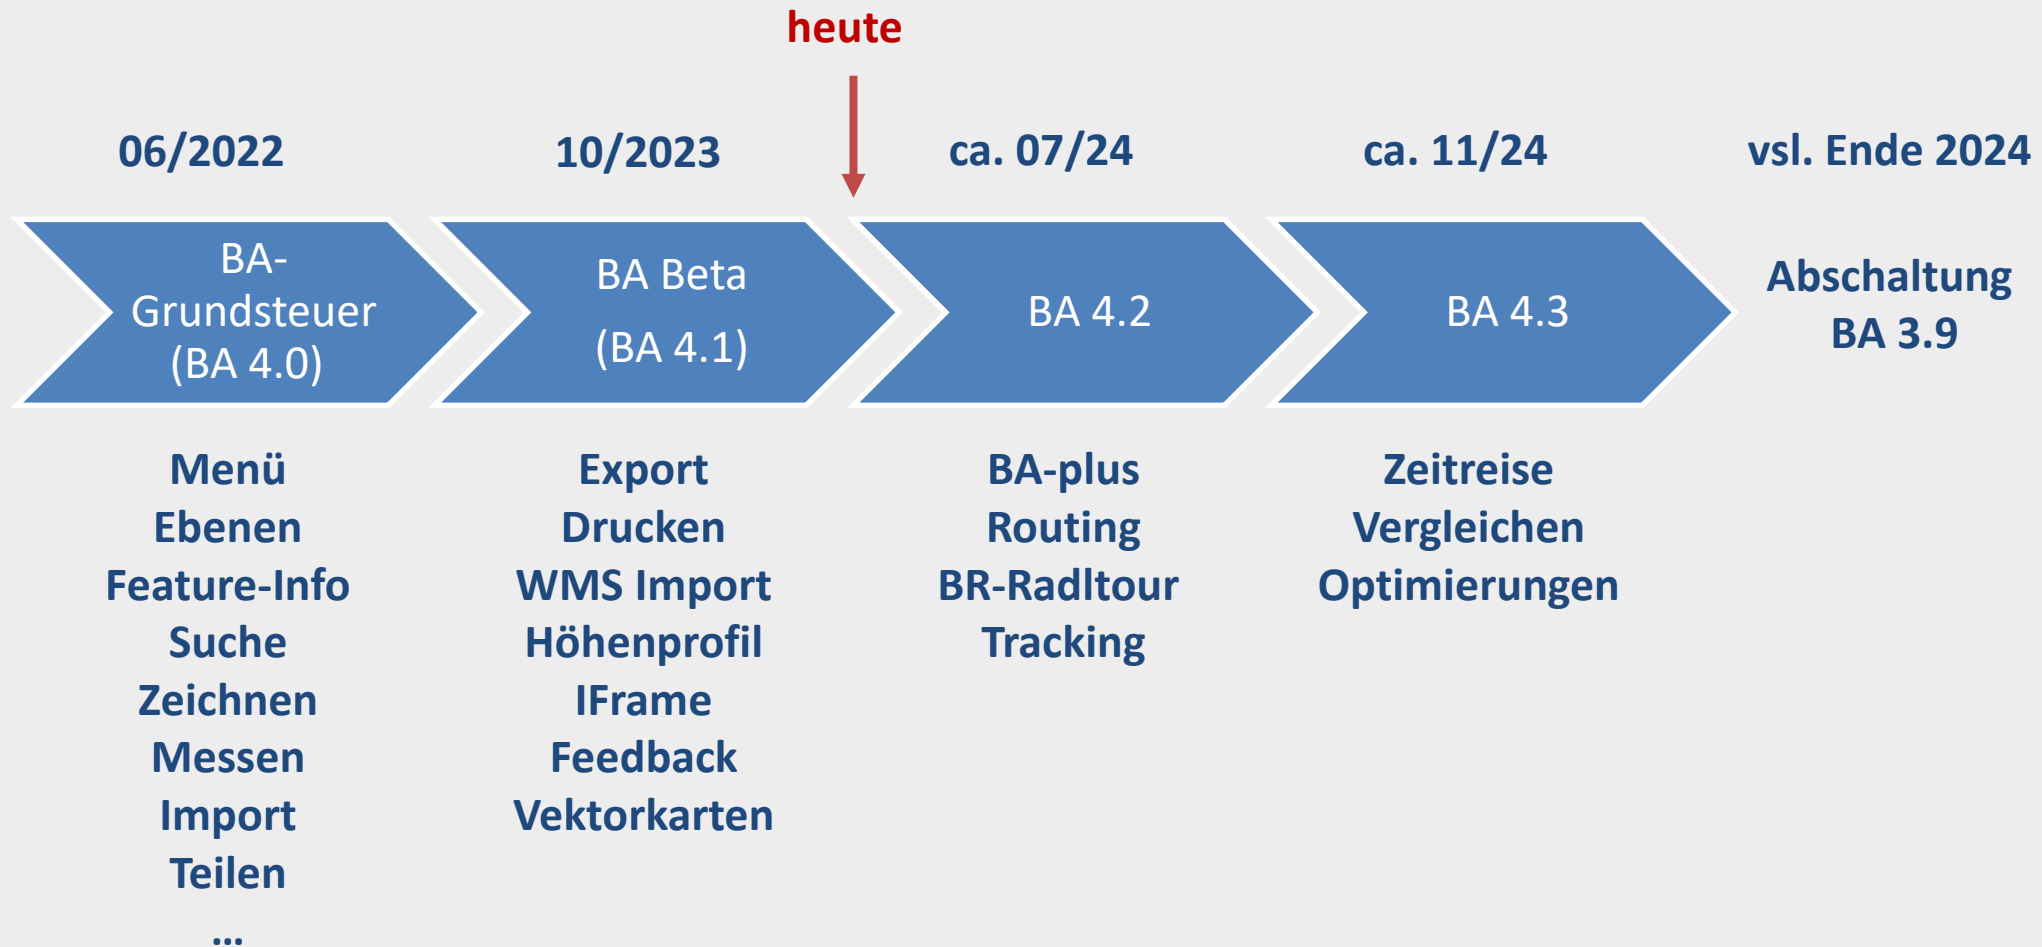 heute
06/2022
10/2023
ca. 07/24
ca. 11/24
vsl. Ende 2024
BA-
Grundsteuer
(BA 4.0)
BA Beta
(BA 4.1)
BA 4.2
BA 4.3
Abschaltung
BA 3.9
Menü
Ebenen
Feature-Info
Suche
Zeichnen
Messen
Import
Teilen
...
Export
Drucken
WMS Import
Höhenprofil
IFrame
Feedback
Vektorkarten
BA-plus
Routing
BR-Radltour
Tracking
Zeitreise
Vergleichen
Optimierungen